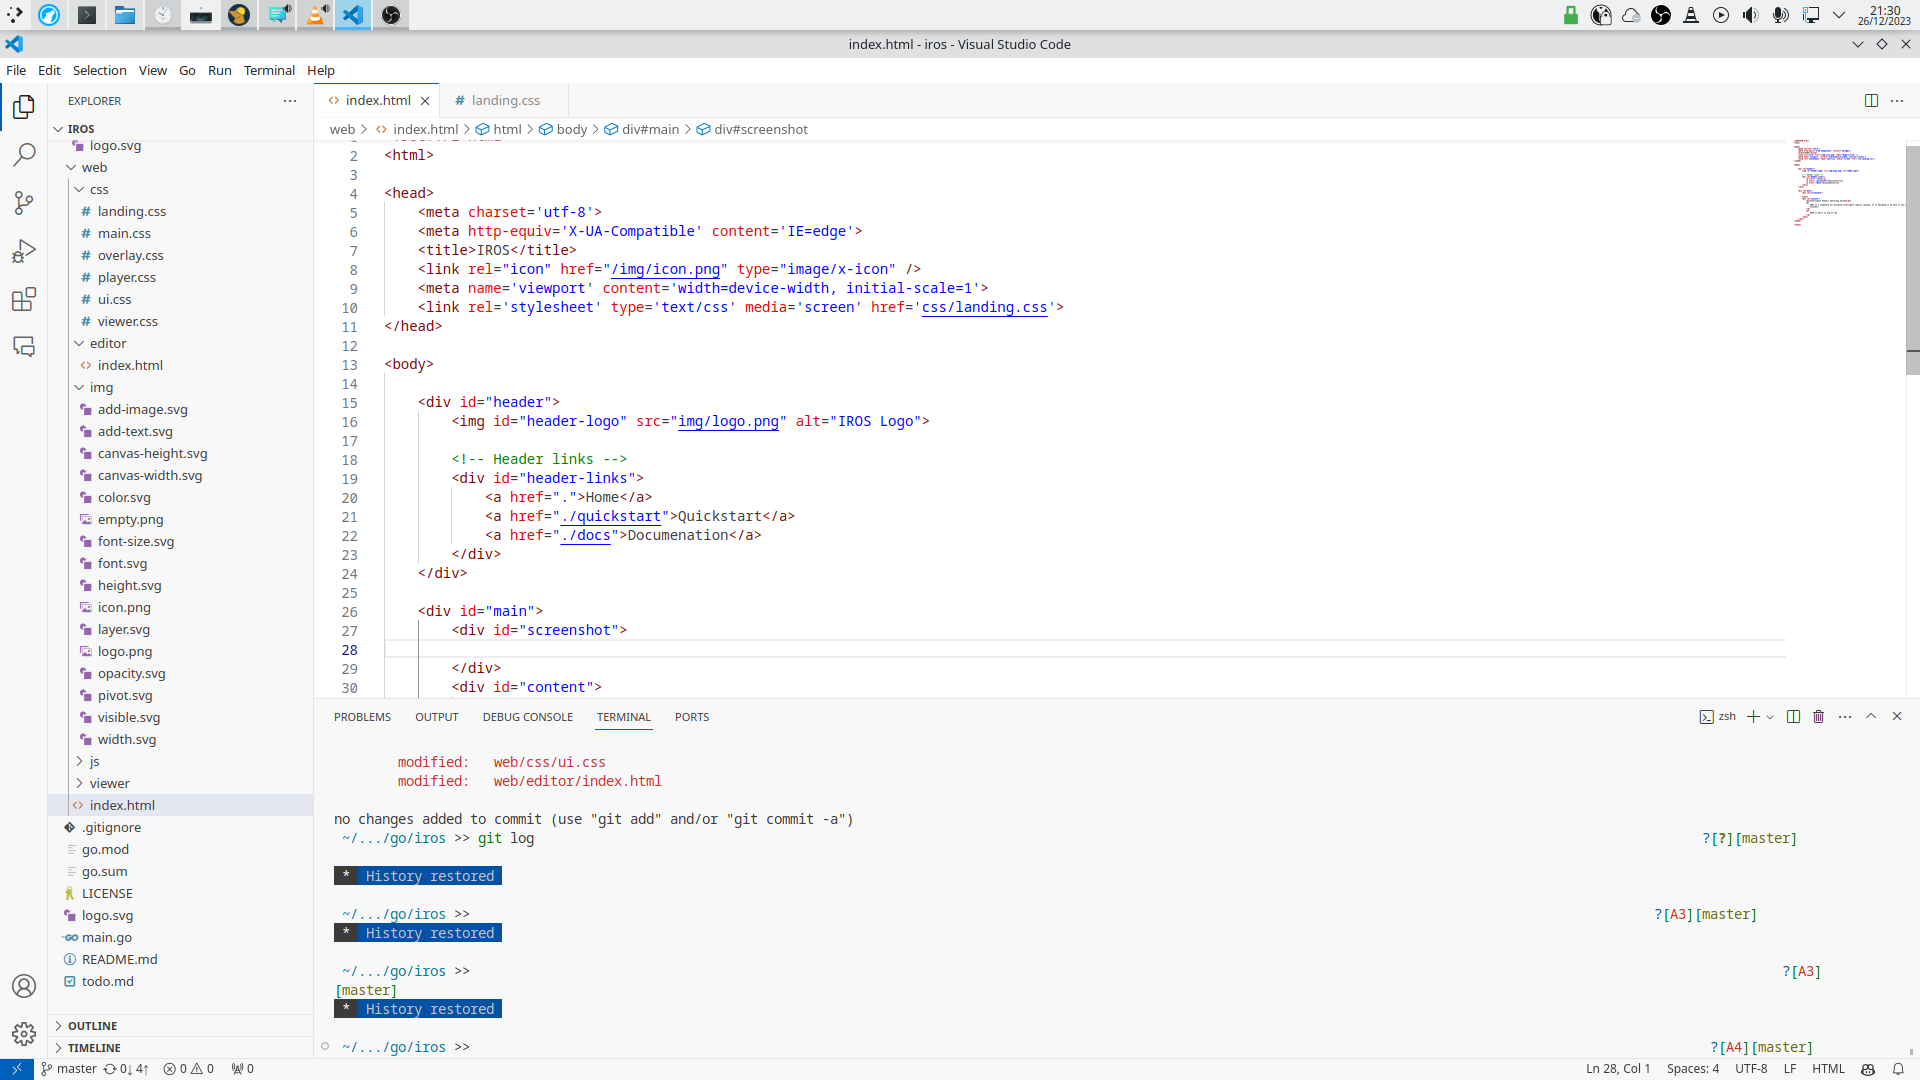 21:30
26/12/2023
index.html - iros - Visual Studio Code
File Edit Selection View Go Run Terminal Help
EXPLORER
IROS
logo.svg
web
css
# landing.css
# main.css
# overlay.css
# player.css
# ui.css
# viewer.css
editor
<> index.html
img
add-image.svg
add-text.svg
canvas-height.svg
canvas-width.svg
color.svg
empty.png
font-size.svg
font.svg
height.svg
icon.png
layer.svg
logo.png
opacity.svg
pivot.svg
visible.svg
width.svg
js
viewer
<> index.html
.gitignore
go.mod
go.sum
LICENSE
logo.svg
main.go
README.md
todo.md
OUTLINE
TIMELINE
<> index.html # landing.css
web > <> index.html > html > body > div#main > div#screenshot
2 <html>
3
4 <head>
5 <meta charset='utf-8'>
6 <meta http-equiv='X-UA-Compatible' content='IE=edge'>
7 <title>IROS</title>
8 <link rel="icon" href="/img/icon.png" type="image/x-icon" />
9 <meta name='viewport' content='width=device-width, initial-scale=1'>
10 <link rel='stylesheet' type='text/css' media='screen' href='css/landing.css'>
11 </head>
12
13 <body>
14
15 <div id="header">
16 <img id="header-logo" src="img/logo.png" alt="IROS Logo">
17
18 <!-- Header links -->
19 <div id="header-links">
20 <a href=".">Home</a>
21 <a href="./quickstart">Quickstart</a>
22 <a href="./docs">Documenation</a>
23 </div>
24 </div>
25
26 <div id="main">
27 <div id="screenshot">
28
29 </div>
30 <div id="content">
PROBLEMS OUTPUT DEBUG CONSOLE TERMINAL PORTS
zsh
modified: web/css/ui.css
modified: web/editor/index.html
no changes added to commit (use "git add" and/or "git commit -a")
~/.../go/iros >> git log ?[?][master]
* History restored
~/.../go/iros >> ?[A3][master]
* History restored
~/.../go/iros >> ?[A3]
[master]
* History restored
~/.../go/iros >> ?[A4][master]
master 0↓ 4↑ 0 0 0
Ln 28, Col 1 Spaces: 4 UTF-8 LF HTML